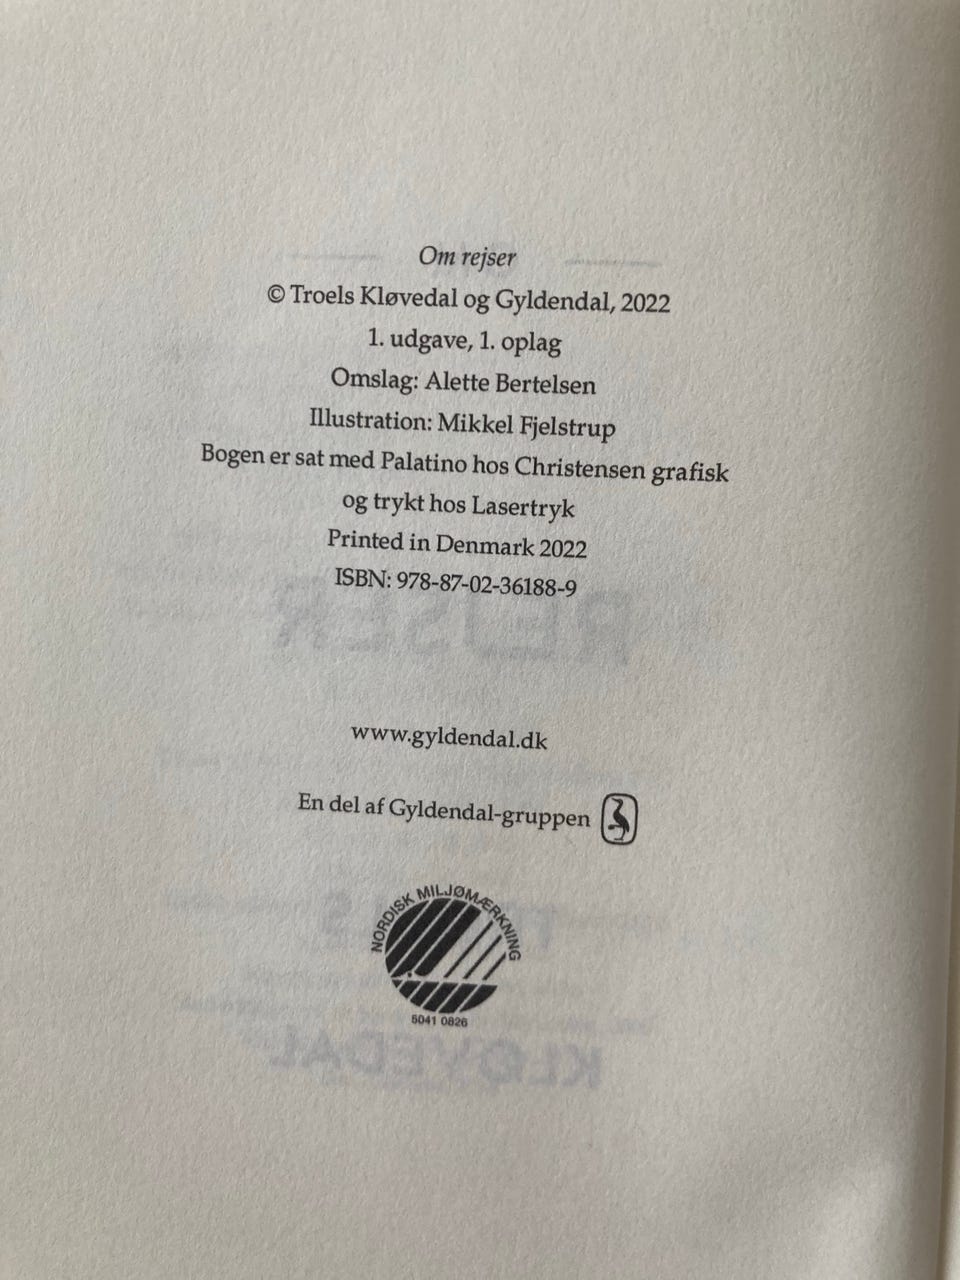 Om rejser
© Troels Kløvedal og Gyldendal, 2022
1. udgave, 1. oplag
Omslag: Alette Bertelsen
Illustration: Mikkel Fjelstrup
Bogen er sat med Palatino hos Christensen grafisk
og trykt hos Lasertryk
Printed in Denmark 2022
ISBN: 978-87-02-36188-9
REJSER
www.gyldendal.dk
En del af Gyldendal-gruppen
NORDISK MILJØMÆRKNING
5041 0826
KLØVEDAL